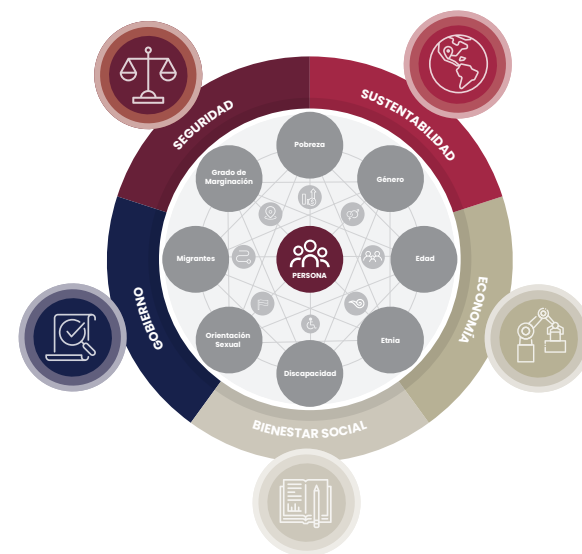 SEGURIDAD
SUSTENTABILIDAD
Pobreza
Grado de
Marginación
Género
Migrantes
PERSONA
Edad
Orientación
Sexual
Etnia
Discapacidad
GOBIERNO
ECONOMÍA
BIENESTAR SOCIAL